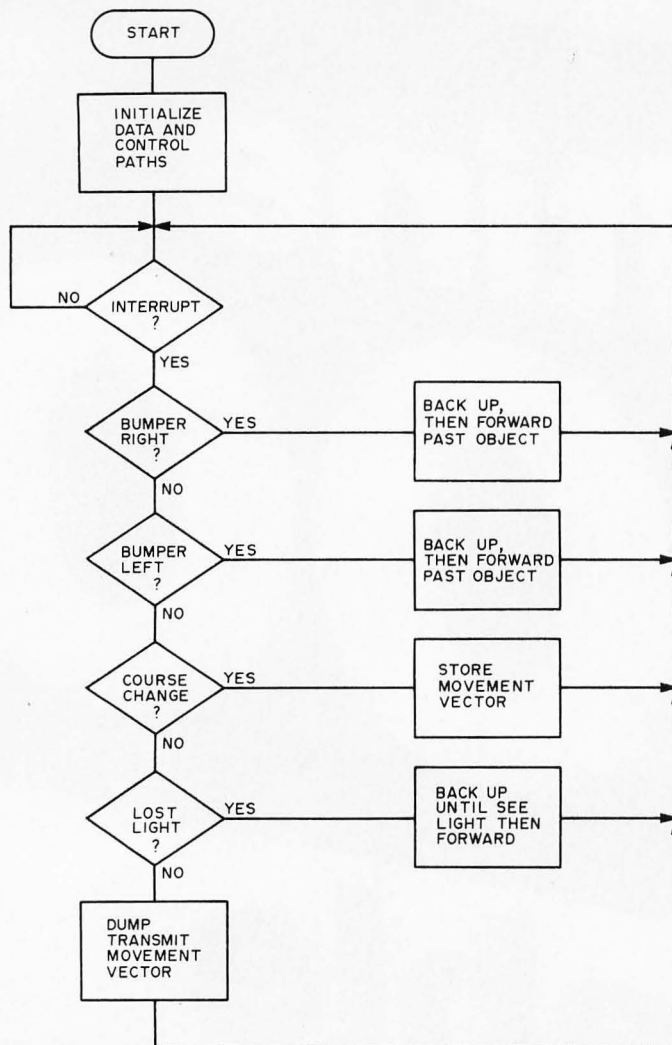 START
INITIALIZE
DATA AND
CONTROL
PATHS
NO
INTERRUPT
?
YES
BUMPER
RIGHT
?
YES
BACK UP,
THEN FORWARD
PAST OBJECT
NO
BUMPER
LEFT
?
YES
BACK UP,
THEN FORWARD
PAST OBJECT
NO
COURSE
CHANGE
?
YES
STORE
MOVEMENT
VECTOR
NO
LOST
LIGHT
?
YES
BACK UP
UNTIL SEE
LIGHT THEN
FORWARD
NO
DUMP
TRANSMIT
MOVEMENT
VECTOR